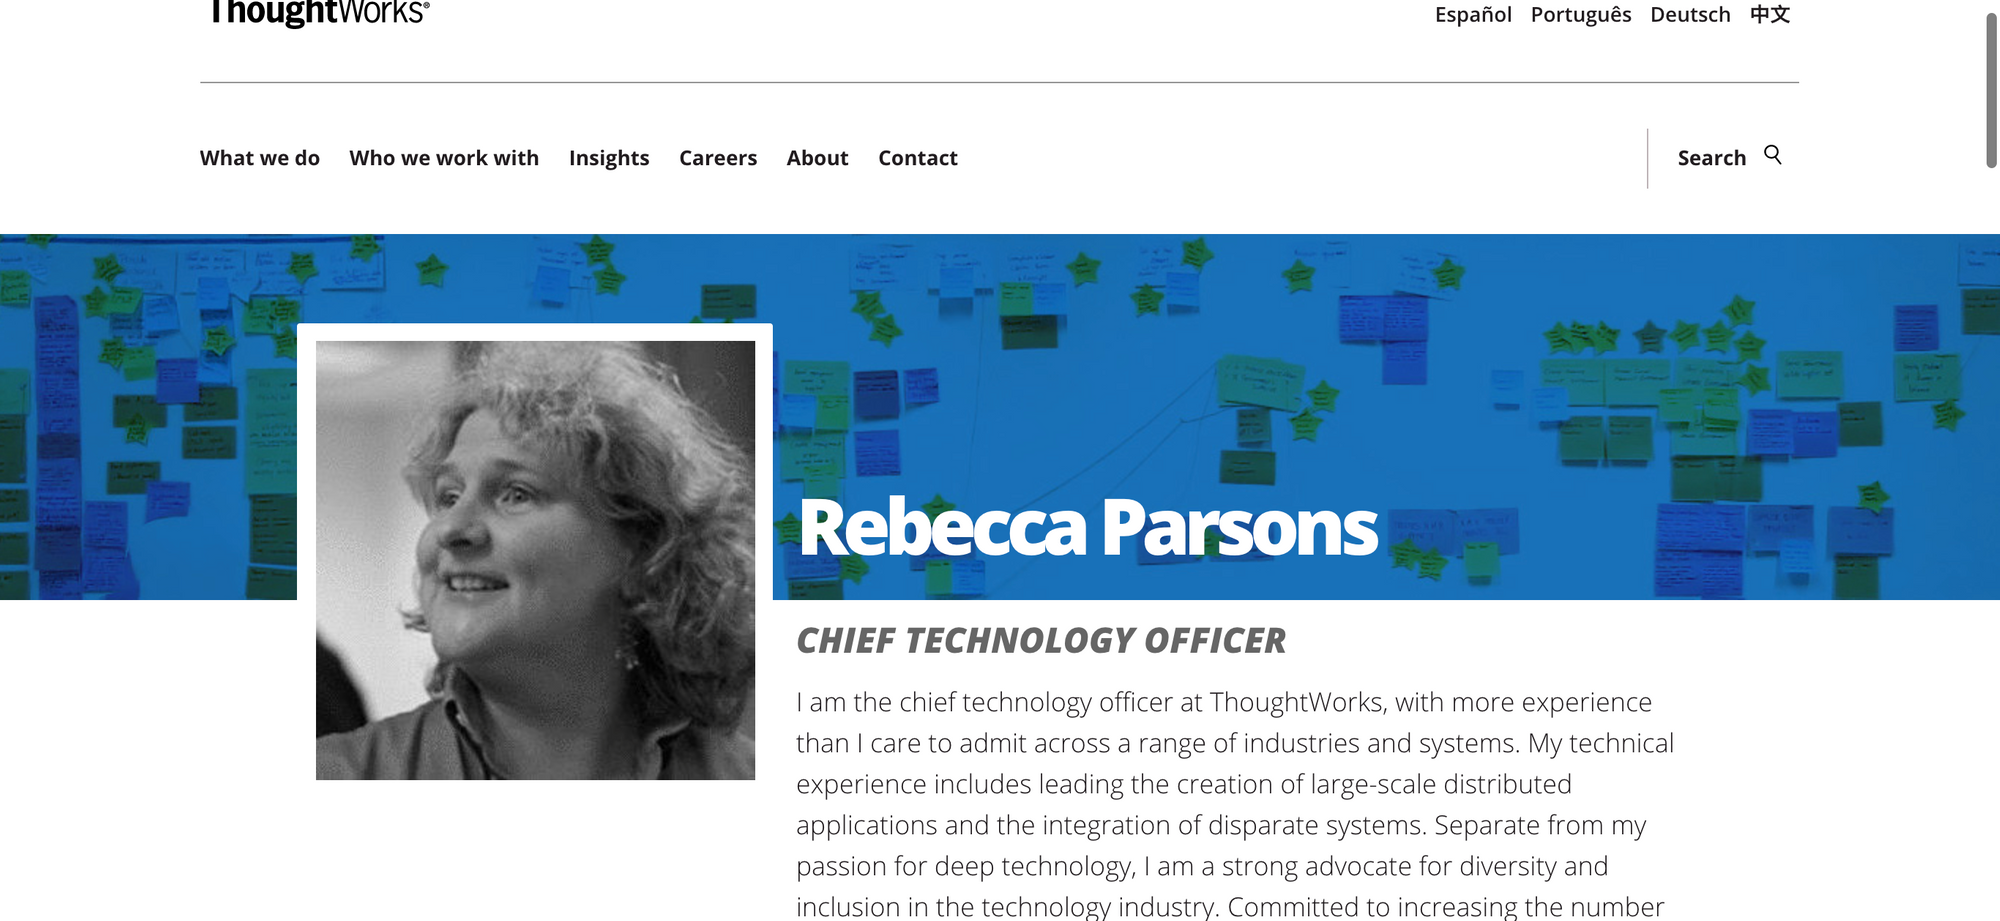 ThoughtWorks®
Español Português Deutsch 中文
What we do Who we work with Insights Careers About Contact Search
Rebecca Parsons
CHIEF TECHNOLOGY OFFICER
I am the chief technology officer at ThoughtWorks, with more experience
than I care to admit across a range of industries and systems. My technical
experience includes leading the creation of large-scale distributed
applications and the integration of disparate systems. Separate from my
passion for deep technology, I am a strong advocate for diversity and
inclusion in the technology industry. Committed to increasing the number